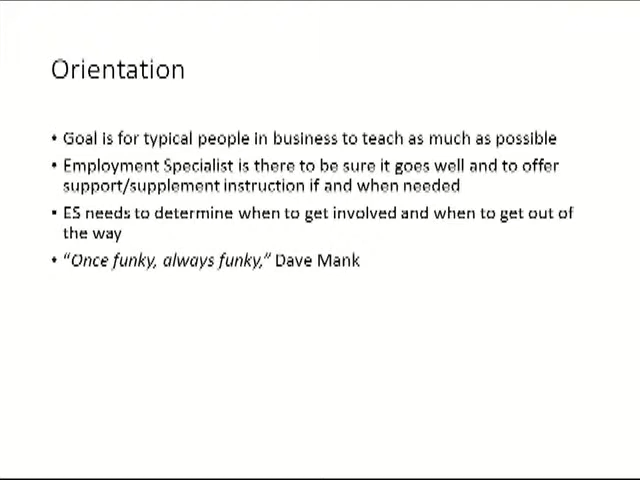 Orientation
• Goal is for typical people in business to teach as much as possible
• Employment Specialist is there to be sure it goes well and to offer
support/supplement instruction if and when needed
• ES needs to determine when to get involved and when to get out of
the way
• “Once funky, always funky,” Dave Mank